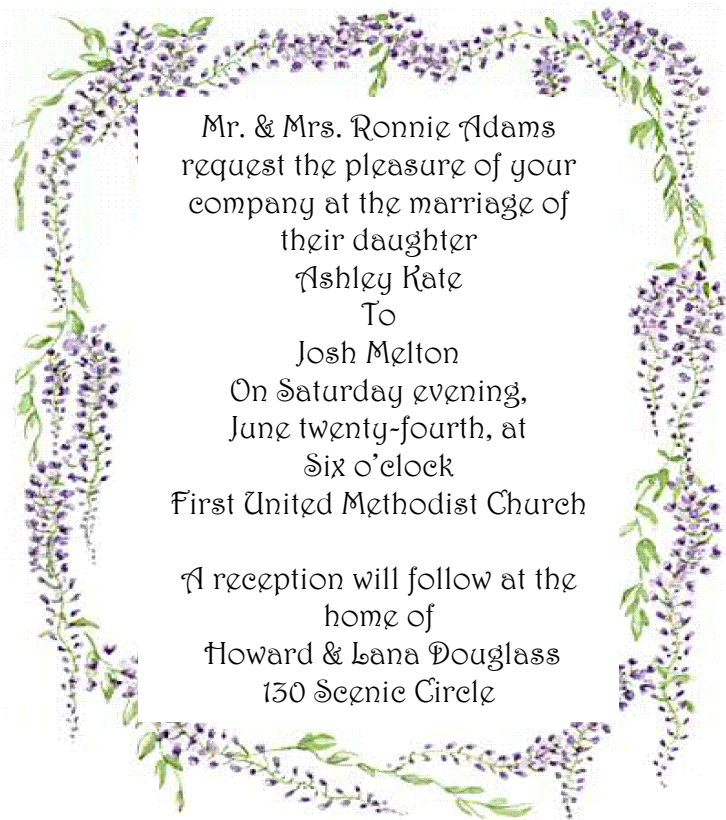 Mr. & Mrs. Ronnie Adams
request the pleasure of your
company at the marriage of
their daughter
Ashley Kate
To
Josh Melton
On Saturday evening,
June twenty-fourth, at
Six o’clock
First United Methodist Church
A reception will follow at the
home of
Howard & Lana Douglass
130 Scenic Circle